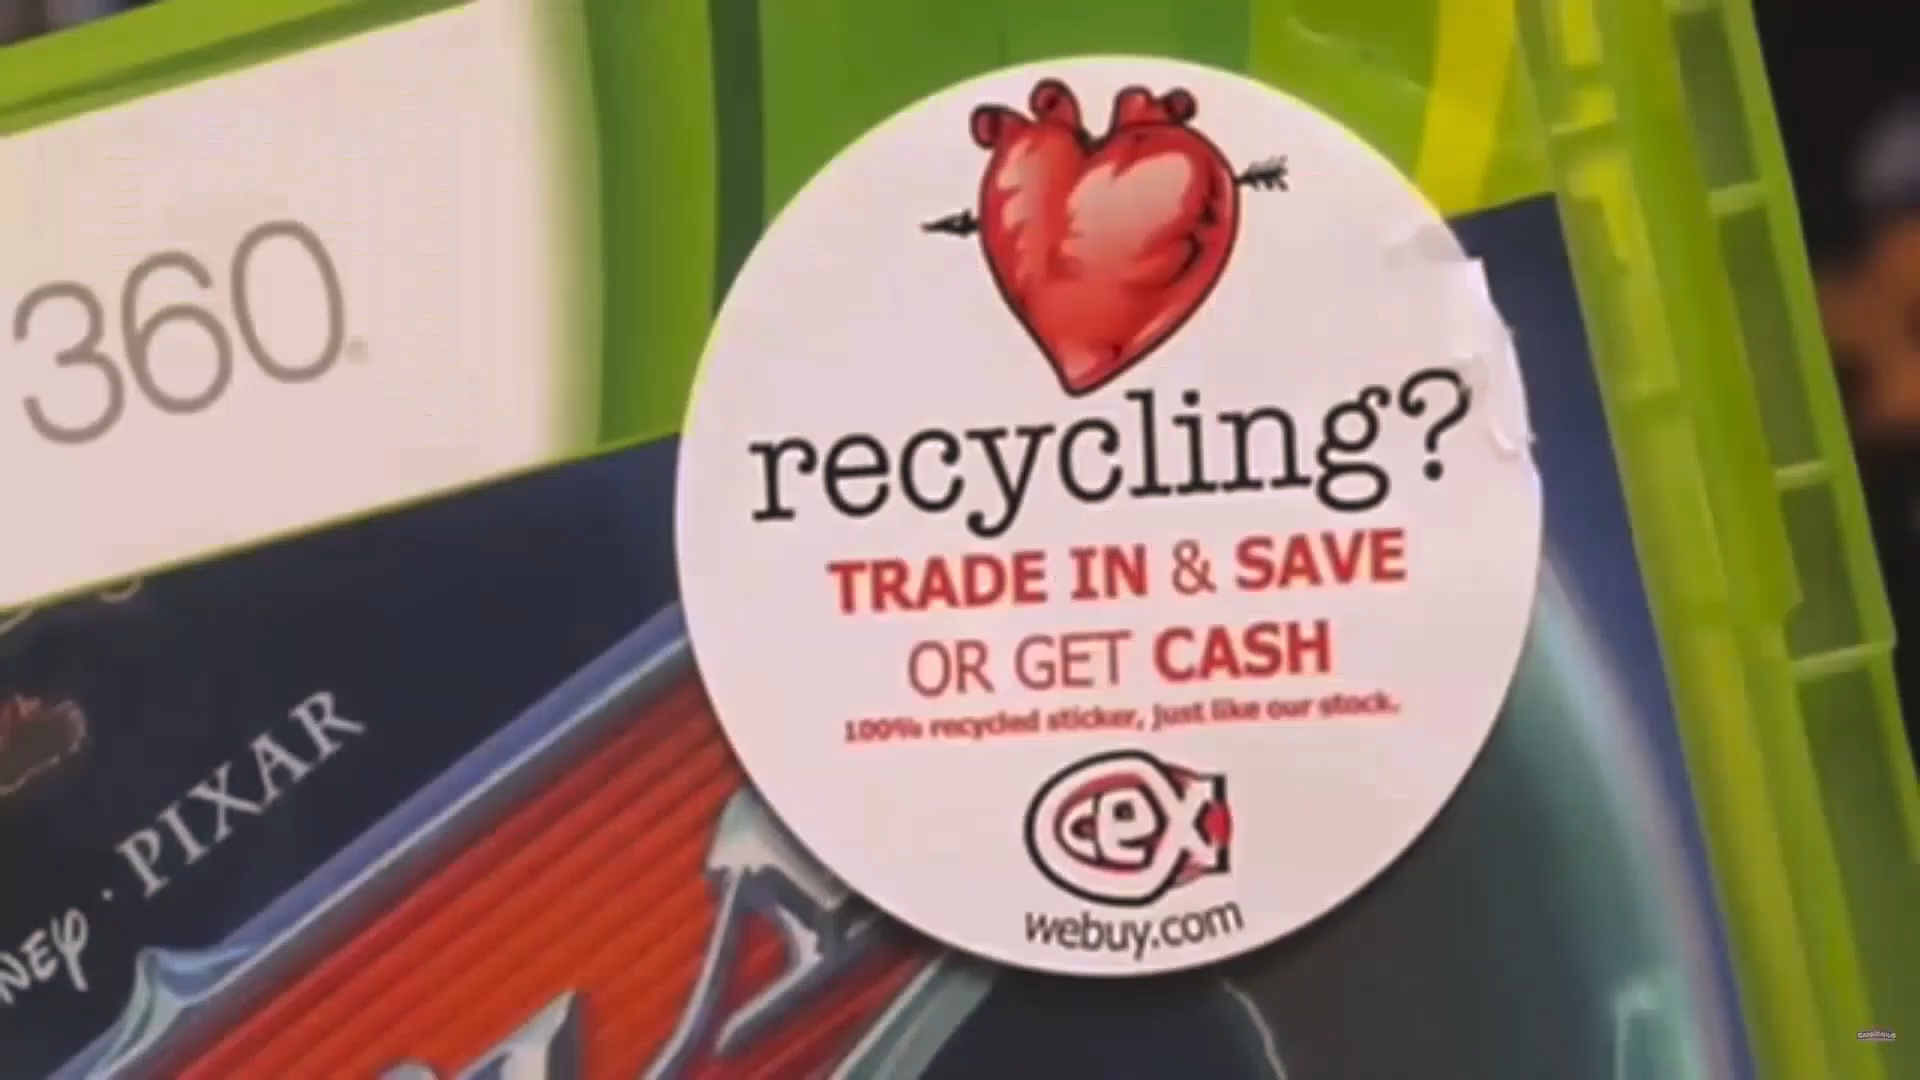 360
recycling?
TRADE IN & SAVE
OR GET CASH
100% recycled sticker, just like our stock.
cex
webuy.com
NEY · PIXAR